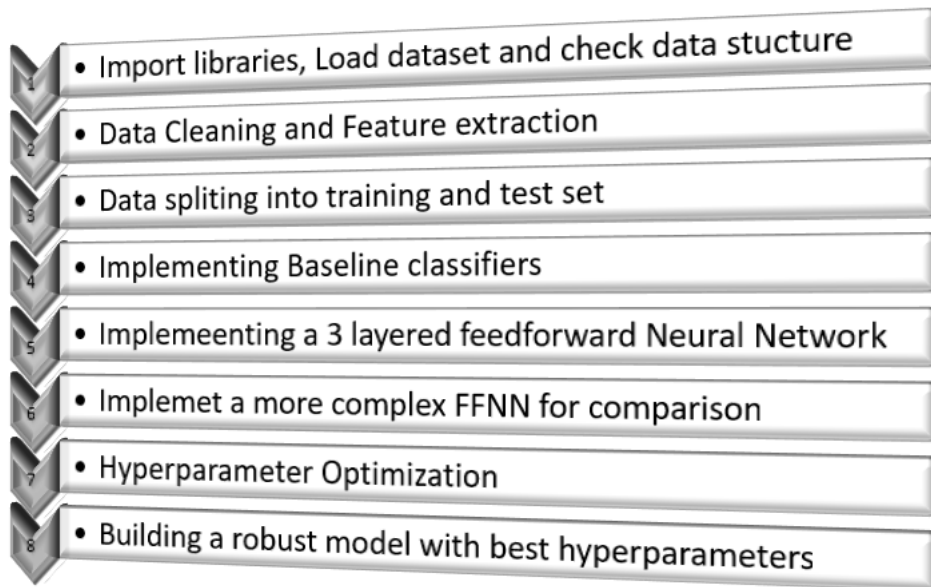 1 • Import libraries, Load dataset and check data stucture
2 • Data Cleaning and Feature extraction
3 • Data spliting into training and test set
4 • Implementing Baseline classifiers
5 • Implemeenting a 3 layered feedforward Neural Network
6 • Implemet a more complex FFNN for comparison
7 • Hyperparameter Optimization
8 • Building a robust model with best hyperparameters